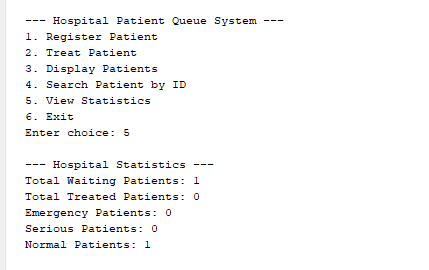 --- Hospital Patient Queue System ---
1. Register Patient
2. Treat Patient
3. Display Patients
4. Search Patient by ID
5. View Statistics
6. Exit
Enter choice: 5
--- Hospital Statistics ---
Total Waiting Patients: 1
Total Treated Patients: 0
Emergency Patients: 0
Serious Patients: 0
Normal Patients: 1